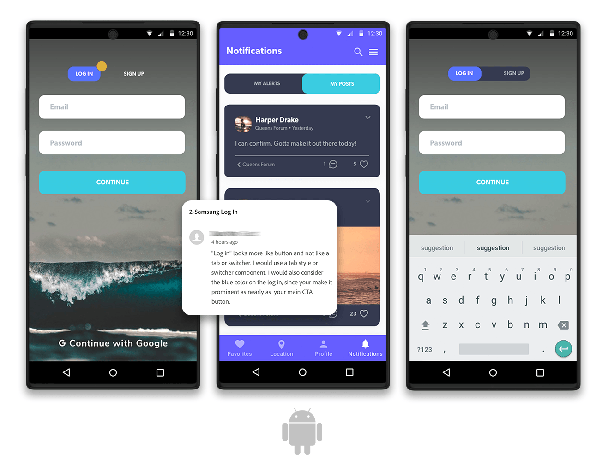 12:30
LOG IN
SIGN UP
Email
Password
CONTINUE
G Continue with Google
12:30
Notifications
MY ALERTS
MY POSTS
Harper Drake
Queens Forum • Yesterday
I can confirm. Gotta make it out there today!
Queens Forum
5
23
Favorites
Location
Profile
Notifications
2-Samsung Log In
4 hours ago
"Log in" looks more like button and not like a
tab or switcher. I would use a tab style or
switcher component. I would also consider
the blue color on the log in, since your make it
prominent as nearly as your main CTA
button.
12:30
LOG IN
SIGN UP
Email
Password
CONTINUE
suggestion
suggestion
suggestion
q w e r t y u i o p
a s d f g h j k l
z x c v b n m
?123 , .